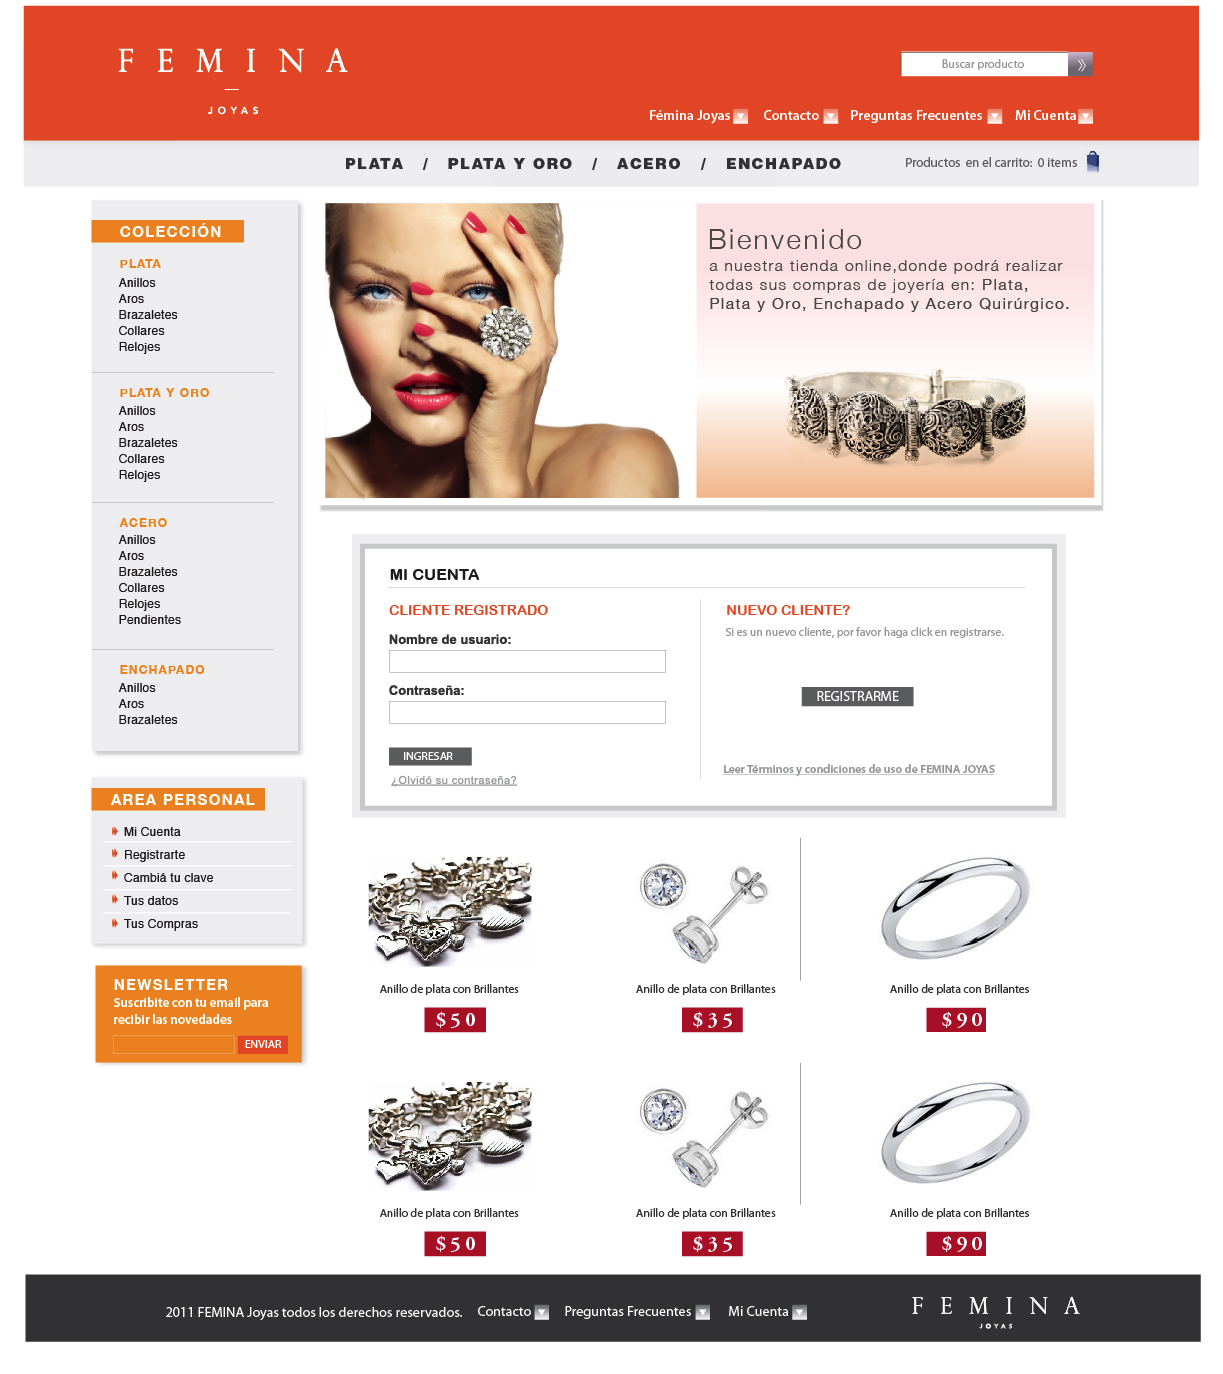 FEMINA
JOYAS
Buscar producto
Fémina Joyas Contacto Preguntas Frecuentes Mi Cuenta
PLATA / PLATA Y ORO / ACERO / ENCHAPADO
Productos en el carrito: 0 items
COLECCIÓN
PLATA
Anillos
Aros
Brazaletes
Collares
Relojes
PLATA Y ORO
Anillos
Aros
Brazaletes
Collares
Relojes
ACERO
Anillos
Aros
Brazaletes
Collares
Relojes
Pendientes
ENCHAPADO
Anillos
Aros
Brazaletes
AREA PERSONAL
Mi Cuenta
Registrarte
Cambiá tu clave
Tus datos
Tus Compras
NEWSLETTER
Suscribite con tu email para
recibir las novedades
ENVIAR
Bienvenido
a nuestra tienda online,donde podrá realizar
todas sus compras de joyería en: Plata,
Plata y Oro, Enchapado y Acero Quirúrgico.
MI CUENTA
CLIENTE REGISTRADO
Nombre de usuario:
Contraseña:
INGRESAR
¿Olvidó su contraseña?
NUEVO CLIENTE?
Si es un nuevo cliente, por favor haga click en registrarse.
REGISTRARME
Leer Términos y condiciones de uso de FEMINA JOYAS
Anillo de plata con Brillantes Anillo de plata con Brillantes Anillo de plata con Brillantes
$50 $35 $90
Anillo de plata con Brillantes Anillo de plata con Brillantes Anillo de plata con Brillantes
$50 $35 $90
2011 FEMINA Joyas todos los derechos reservados. Contacto Preguntas Frecuentes Mi Cuenta
FEMINA
JOYAS